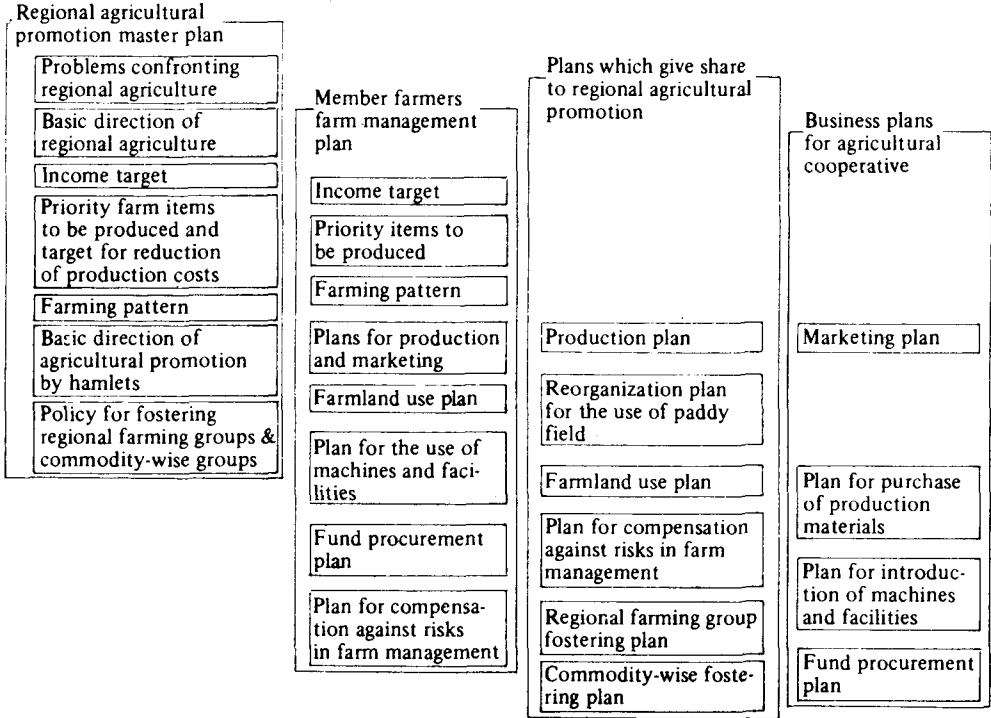 Regional agricultural
promotion master plan
Problems confronting
regional agriculture
Basic direction of
regional agriculture
Income target
Priority farm items
to be produced and
target for reduction
of production costs
Farming pattern
Basic direction of
agricultural promotion
by hamlets
Policy for fostering
regional farming groups &
commodity-wise groups
Member farmers
farm management
plan
Income target
Priority items to
be produced
Farming pattern
Plans for production
and marketing
Farmland use plan
Plan for the use of
machines and faci-
lities
Fund procurement
plan
Plan for compensa-
tion against risks
in farm management
Plans which give share
to regional agricultural
promotion
Production plan
Reorganization plan
for the use of paddy
field
Farmland use plan
Plan for compensation
against risks in farm
management
Regional farming group
fostering plan
Commodity-wise foste-
ring plan
Business plans
for agricultural
cooperative
Marketing plan
Plan for purchase
of production
materials
Plan for introduc-
tion of machines
and facilities
Fund procurement
plan